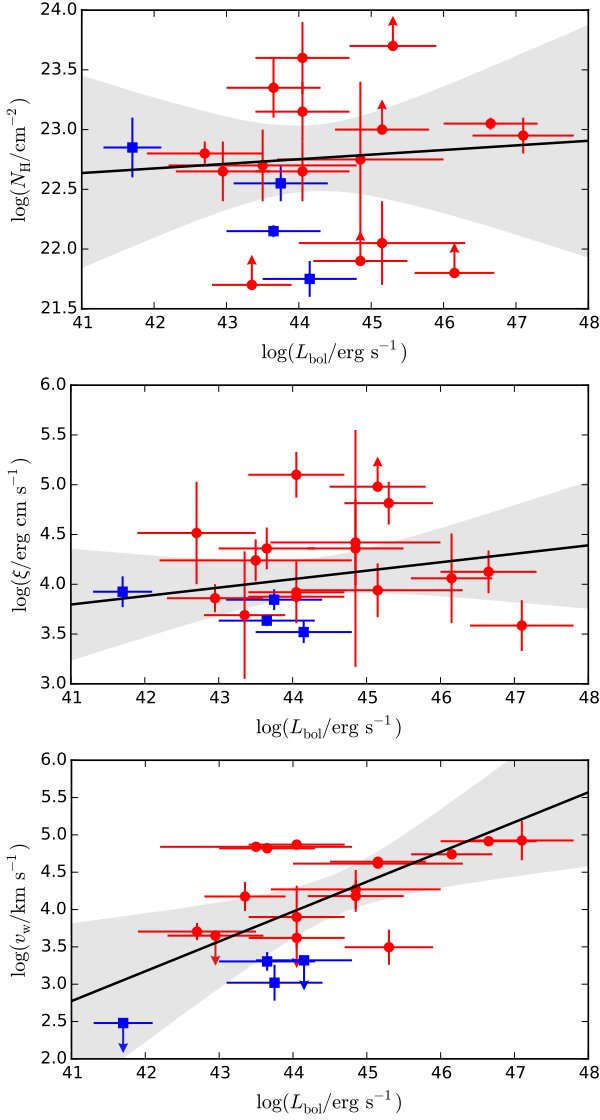 24.0
23.5
23.0
22.5
22.0
21.5
log(N_H/cm⁻²)
41 42 43 44 45 46 47 48
log(L_bol/erg s⁻¹)
6.0
5.5
5.0
4.5
4.0
3.5
3.0
log(ξ/erg cm s⁻¹)
41 42 43 44 45 46 47 48
log(L_bol/erg s⁻¹)
6.0
5.5
5.0
4.5
4.0
3.5
3.0
2.5
2.0
log(v_w/km s⁻¹)
41 42 43 44 45 46 47 48
log(L_bol/erg s⁻¹)